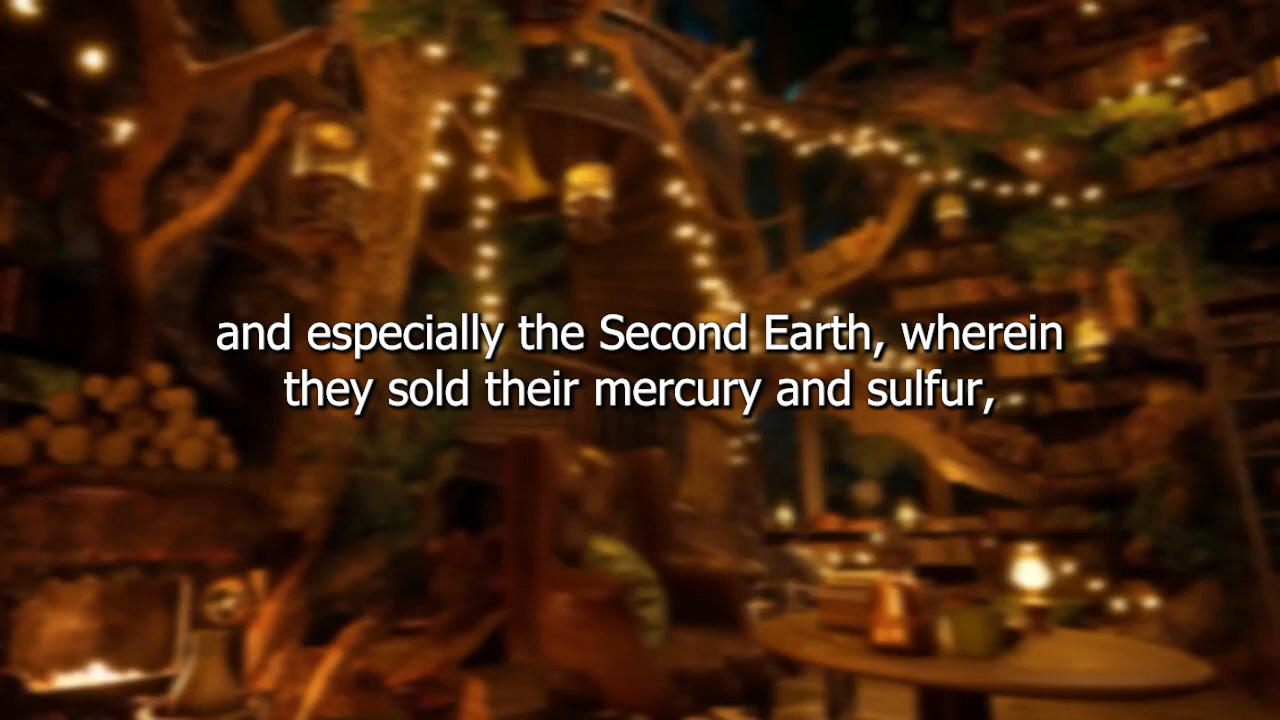 and especially the Second Earth, wherein
they sold their mercury and sulfur,